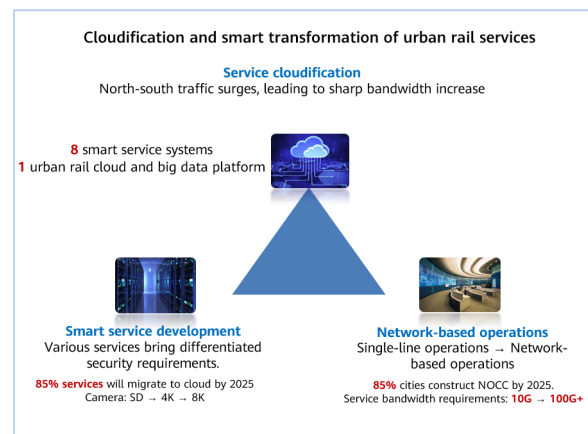 Cloudification and smart transformation of urban rail services
Service cloudification
North-south traffic surges, leading to sharp bandwidth increase
8 smart service systems
1 urban rail cloud and big data platform
Smart service development
Various services bring differentiated
security requirements.
85% services will migrate to cloud by 2025
Camera: SD → 4K → 8K
Network-based operations
Single-line operations → Network-
based operations
85% cities construct NOCC by 2025.
Service bandwidth requirements: 10G → 100G+